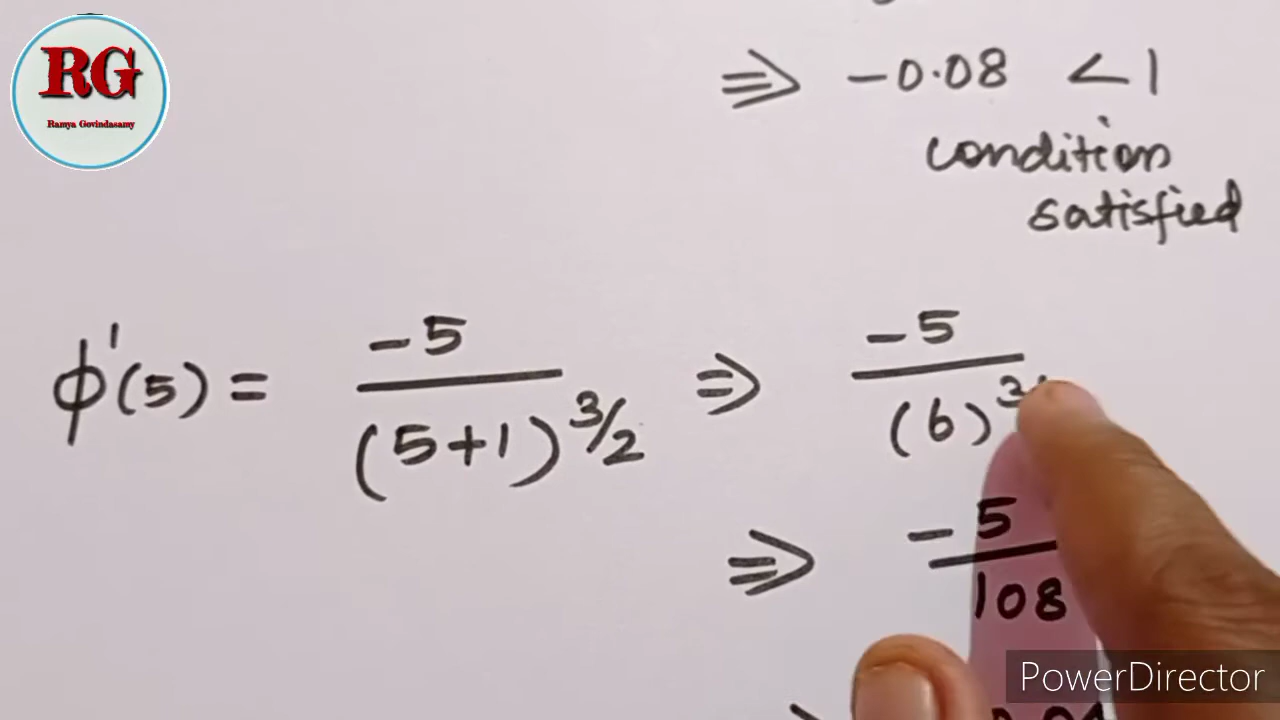 RG
Ramya Govindasamy
⇒ -0.08 < 1
condition
satisfied
ϕ'(5) = -5/(5+1)^3/2 ⇒ -5/(6)^3/
⇒ -5/108
PowerDirector